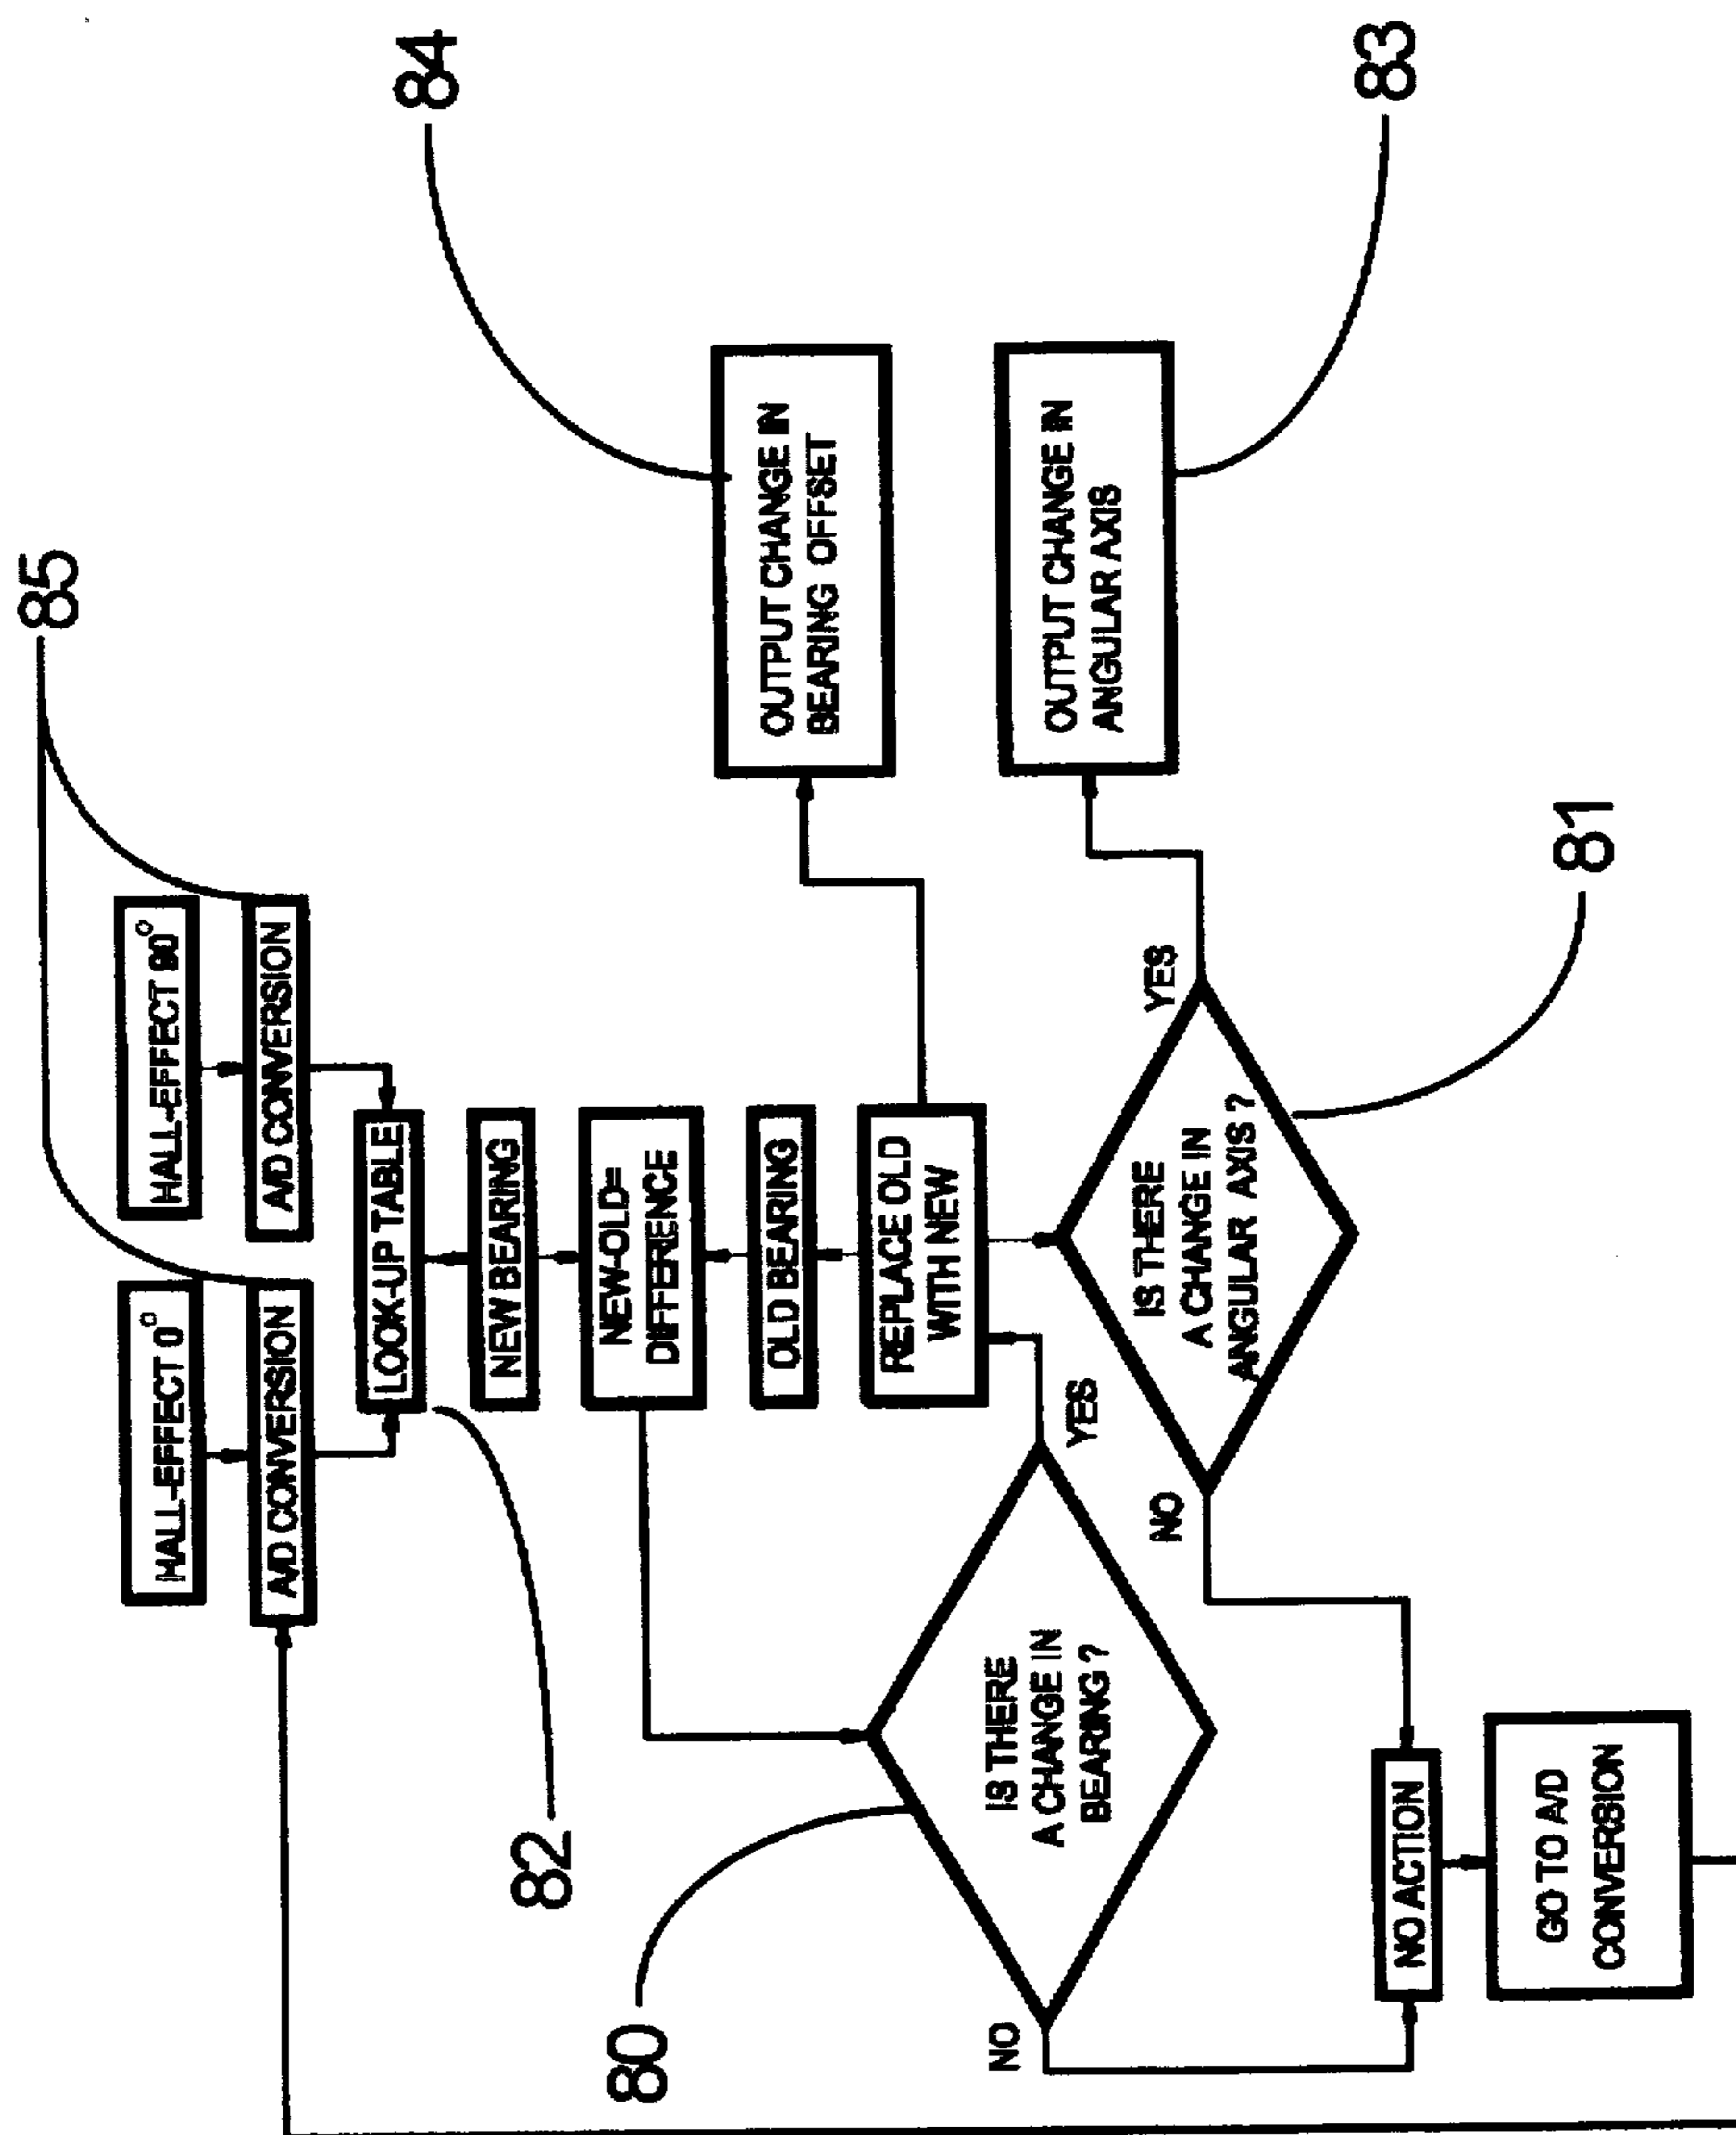 85
84
HALL-EFFECT 0°
HALL-EFFECT 90°
A/D CONVERSION
A/D CONVERSION
LOOK-UP TABLE
82
NEW BEARING
NEW-OLD=
DIFFERENCE
OLD BEARING
REPLACE OLD
WITH NEW
OUTPUT CHANGE IN
BEARING OFFSET
80
IS THERE
A CHANGE IN
BEARING ?
NO
YES
IS THERE
A CHANGE IN
ANGULAR AXIS ?
NO
YES
OUTPUT CHANGE IN
ANGULAR AXIS
83
81
NO ACTION
GO TO A/D
CONVERSION